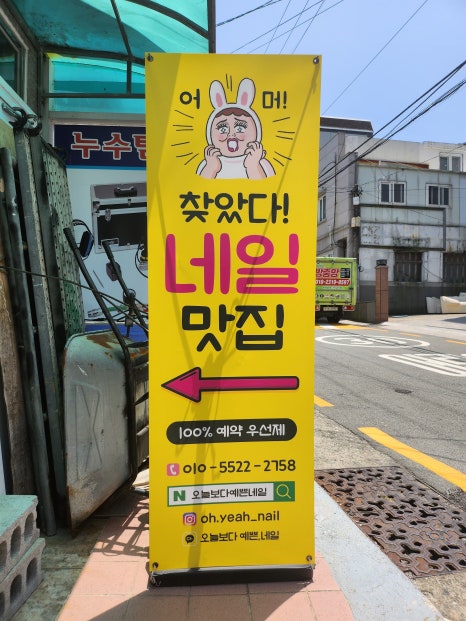 누수탐
어 머!
찾았다!
네일
맛집
100% 예약 우선제
010-5522-2758
N 오늘보다예쁜네일
oh.yeah_nail
오늘보다 예쁜,네일